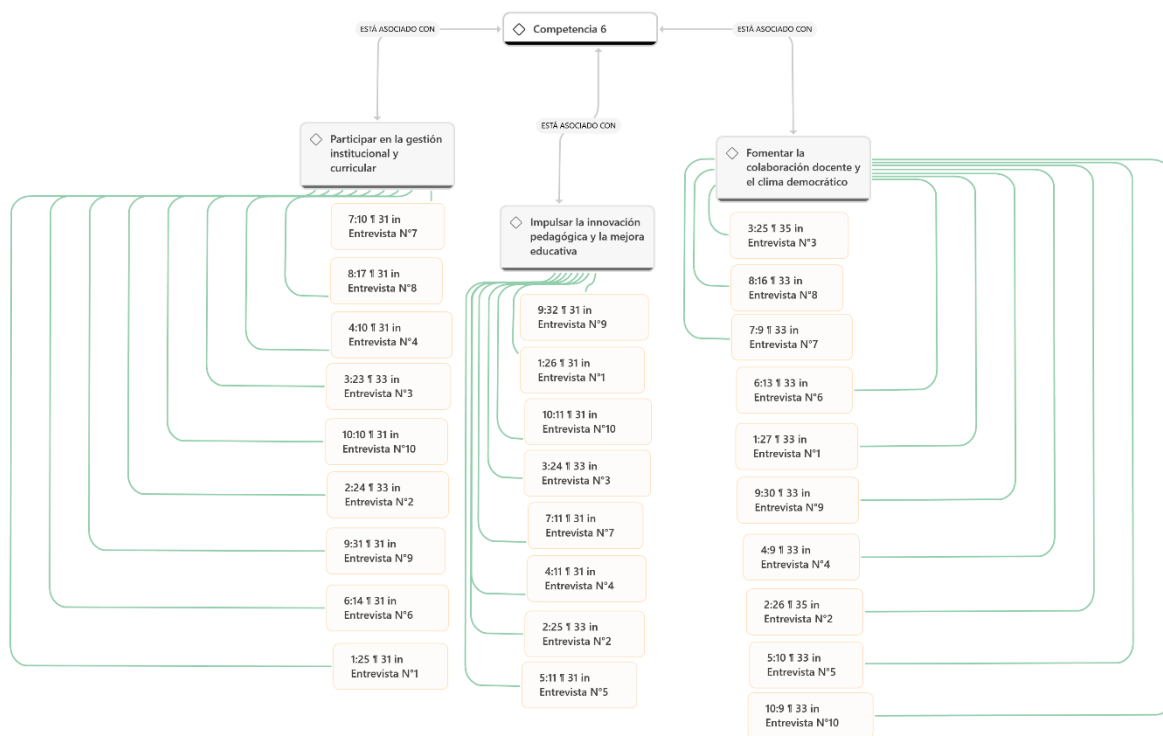 ESTÁ ASOCIADO CON
Competencia 6
ESTÁ ASOCIADO CON
ESTÁ ASOCIADO CON
Participar en la gestión
institucional y
curricular
7:10 ¶ 31 in
Entrevista N°7
8:17 ¶ 31 in
Entrevista N°8
4:10 ¶ 31 in
Entrevista N°4
3:23 ¶ 33 in
Entrevista N°3
10:10 ¶ 31 in
Entrevista N°10
2:24 ¶ 33 in
Entrevista N°2
9:31 ¶ 31 in
Entrevista N°9
6:14 ¶ 31 in
Entrevista N°6
1:25 ¶ 31 in
Entrevista N°1
Impulsar la innovación
pedagógica y la mejora
educativa
9:32 ¶ 31 in
Entrevista N°9
1:26 ¶ 31 in
Entrevista N°1
10:11 ¶ 31 in
Entrevista N°10
3:24 ¶ 33 in
Entrevista N°3
7:11 ¶ 31 in
Entrevista N°7
4:11 ¶ 31 in
Entrevista N°4
2:25 ¶ 33 in
Entrevista N°2
5:11 ¶ 31 in
Entrevista N°5
Fomentar la
colaboración docente y
el clima democrático
3:25 ¶ 35 in
Entrevista N°3
8:16 ¶ 33 in
Entrevista N°8
7:9 ¶ 33 in
Entrevista N°7
6:13 ¶ 33 in
Entrevista N°6
1:27 ¶ 33 in
Entrevista N°1
9:30 ¶ 33 in
Entrevista N°9
4:9 ¶ 33 in
Entrevista N°4
2:26 ¶ 35 in
Entrevista N°2
5:10 ¶ 33 in
Entrevista N°5
10:9 ¶ 33 in
Entrevista N°10